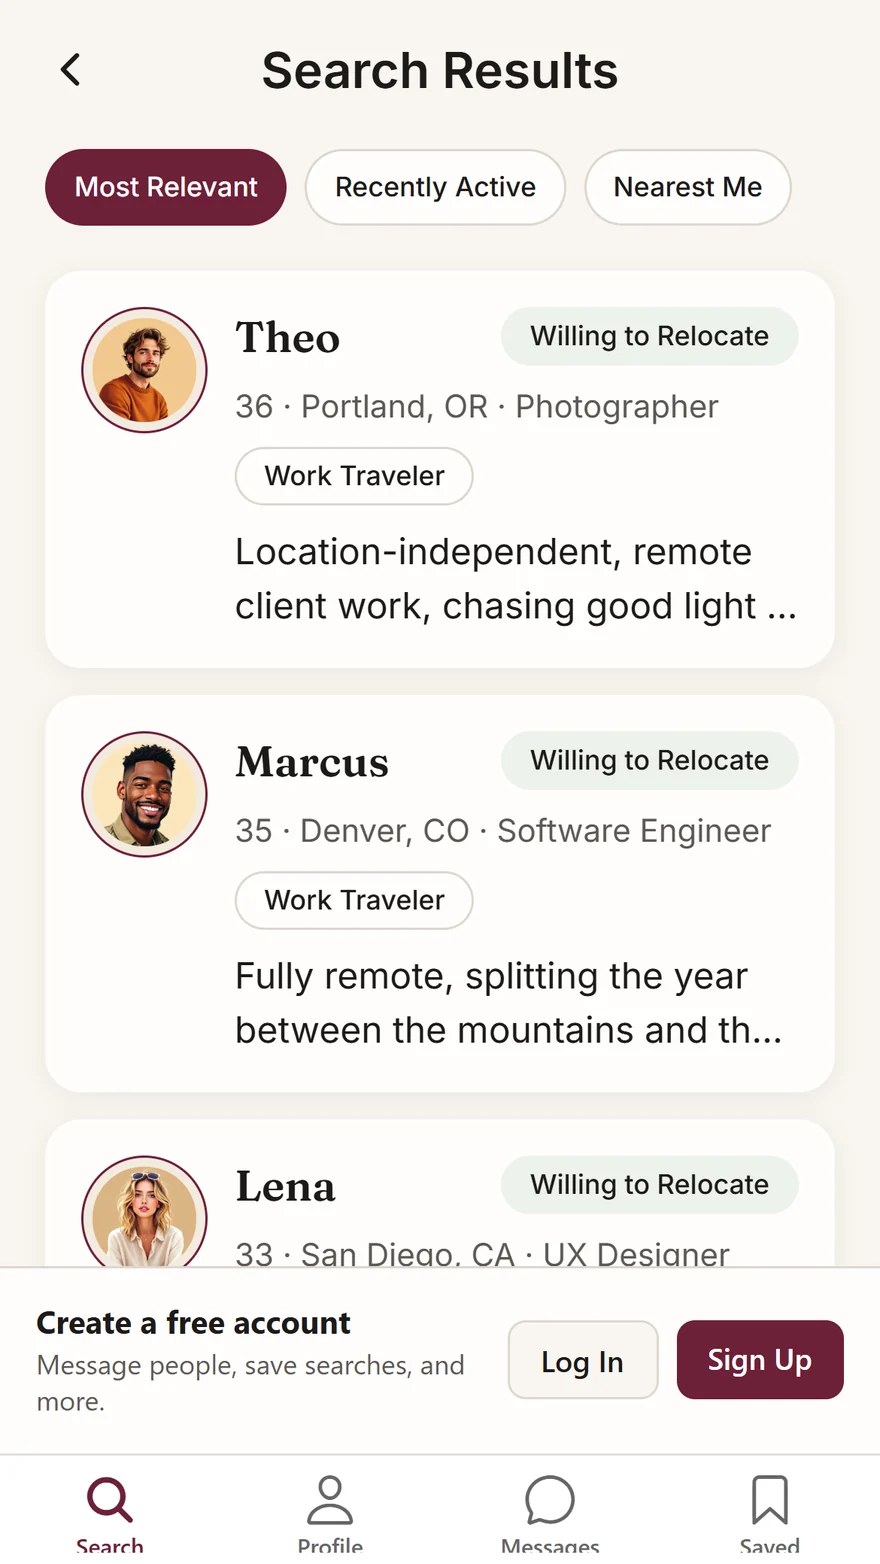 Search Results
Most Relevant
Recently Active
Nearest Me
Theo
Willing to Relocate
36 · Portland, OR · Photographer
Work Traveler
Location-independent, remote
client work, chasing good light ...
Marcus
Willing to Relocate
35 · Denver, CO · Software Engineer
Work Traveler
Fully remote, splitting the year
between the mountains and th...
Lena
Willing to Relocate
33 · San Diego, CA · UX Designer
Create a free account
Message people, save searches, and
more.
Log In
Sign Up
Search
Profile
Messages
Saved